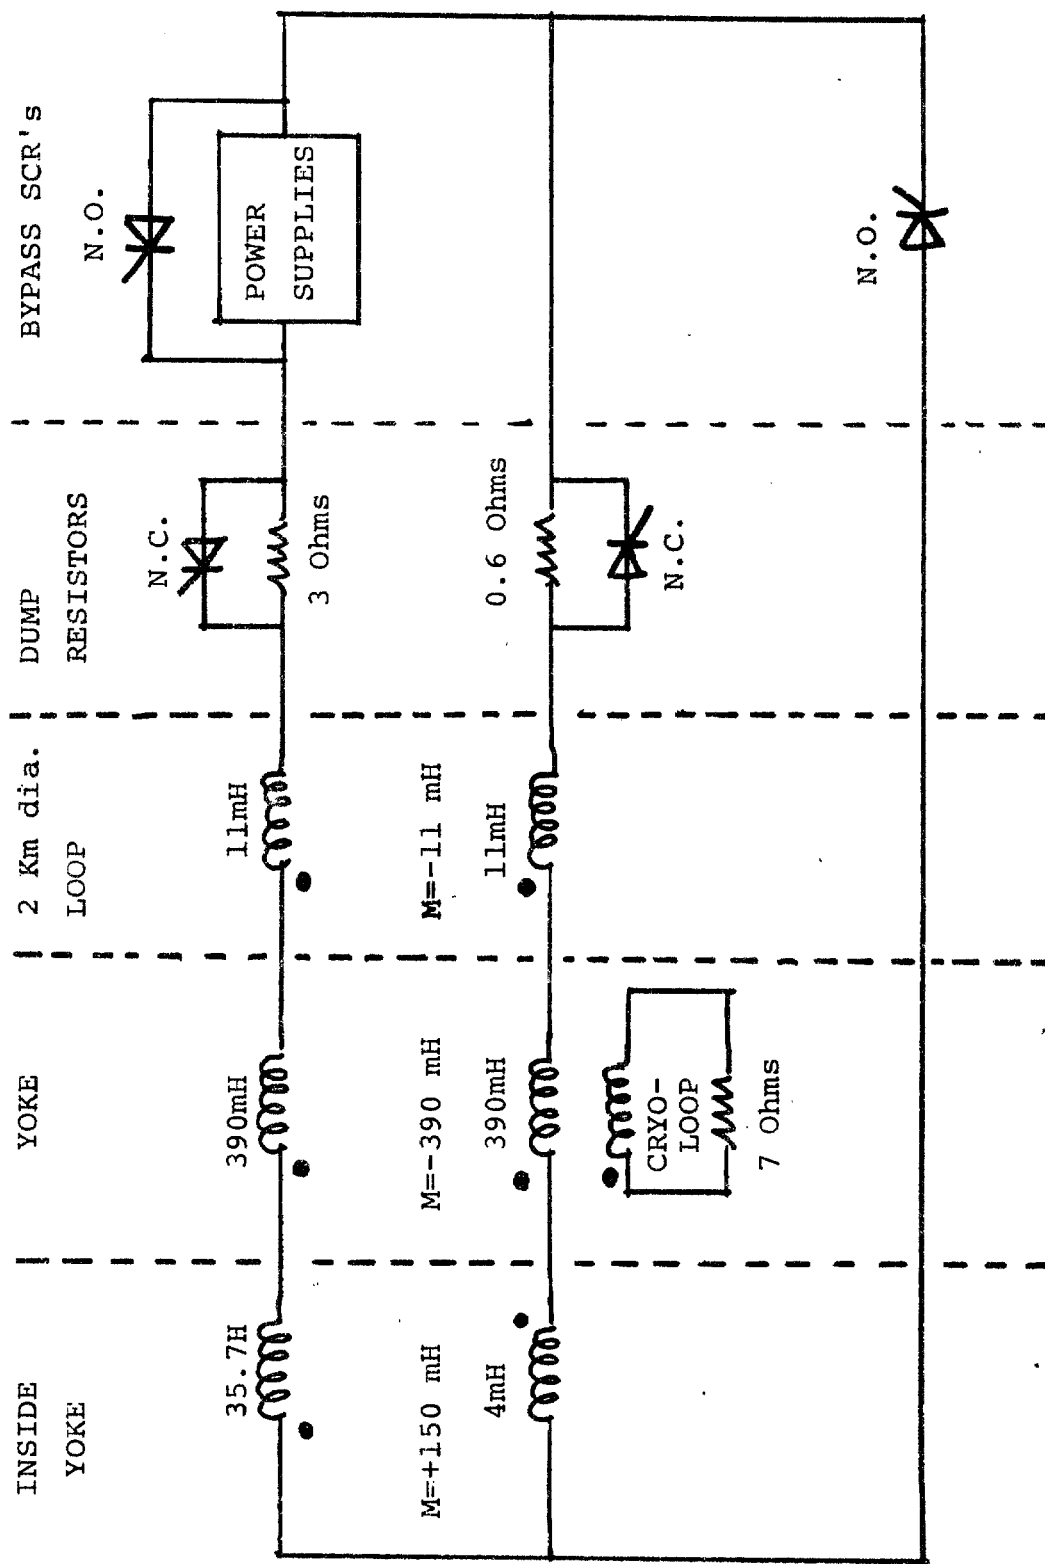 INSIDE
YOKE
YOKE
2 Km dia.
LOOP
DUMP
RESISTORS
BYPASS SCR's
N.O.
N.C.
35.7H
390mH
11mH
3 Ohms
POWER
SUPPLIES
M=+150 mH
M=-390 mH
M=-11 mH
4mH
390mH
11mH
0.6 Ohms
N.C.
CRYO-
LOOP
7 Ohms
N.O.